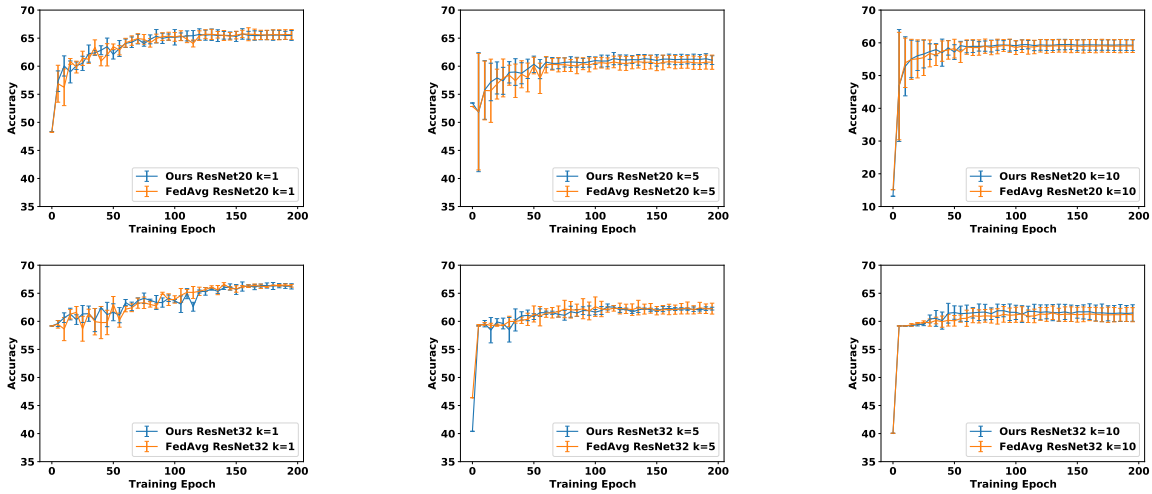 70
65
60
55
50
45
40
35
Accuracy
0 50 100 150 200
Training Epoch
Ours ResNet20 k=1
FedAvg ResNet20 k=1
70
65
60
55
50
45
40
35
Accuracy
0 50 100 150 200
Training Epoch
Ours ResNet20 k=5
FedAvg ResNet20 k=5
70
60
50
40
30
20
10
Accuracy
0 50 100 150 200
Training Epoch
Ours ResNet20 k=10
FedAvg ResNet20 k=10
70
65
60
55
50
45
40
35
Accuracy
0 50 100 150 200
Training Epoch
Ours ResNet32 k=1
FedAvg ResNet32 k=1
70
65
60
55
50
45
40
35
Accuracy
0 50 100 150 200
Training Epoch
Ours ResNet32 k=5
FedAvg ResNet32 k=5
70
65
60
55
50
45
40
35
Accuracy
0 50 100 150 200
Training Epoch
Ours ResNet32 k=10
FedAvg ResNet32 k=10